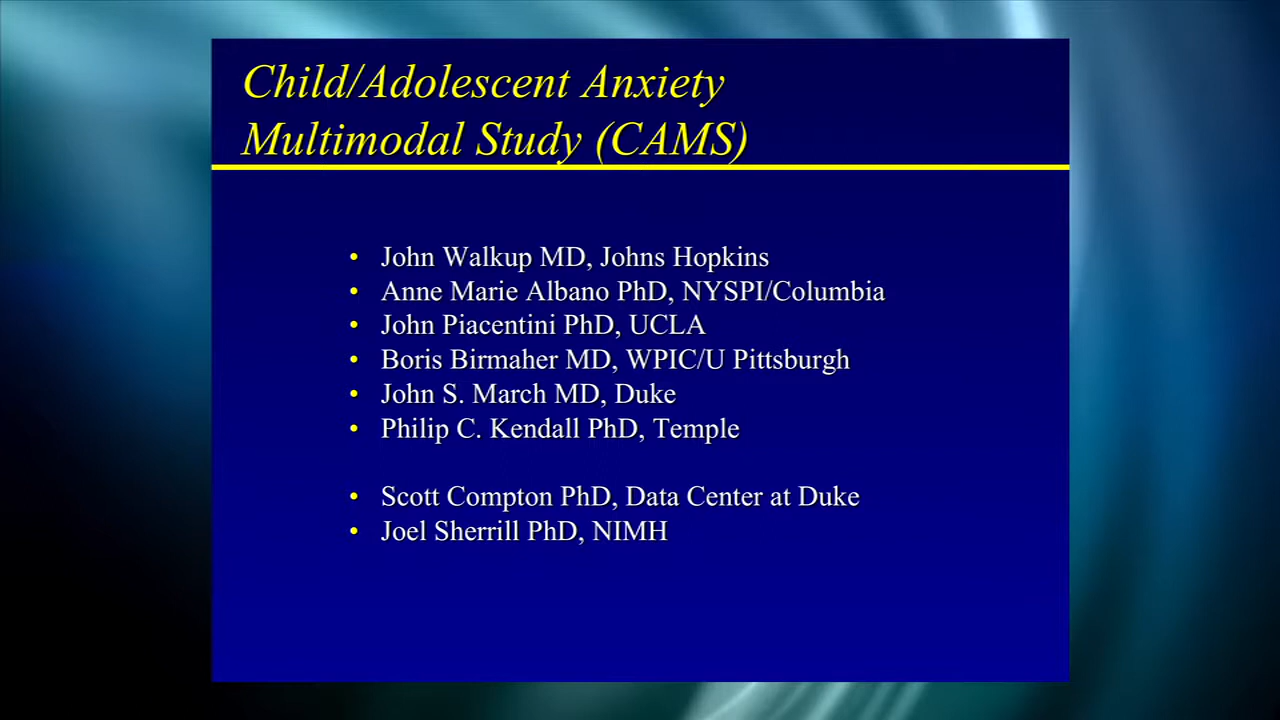 Child/Adolescent Anxiety
Multimodal Study (CAMS)
• John Walkup MD, Johns Hopkins
• Anne Marie Albano PhD, NYSPI/Columbia
• John Piacentini PhD, UCLA
• Boris Birmaher MD, WPIC/U Pittsburgh
• John S. March MD, Duke
• Philip C. Kendall PhD, Temple
• Scott Compton PhD, Data Center at Duke
• Joel Sherrill PhD, NIMH